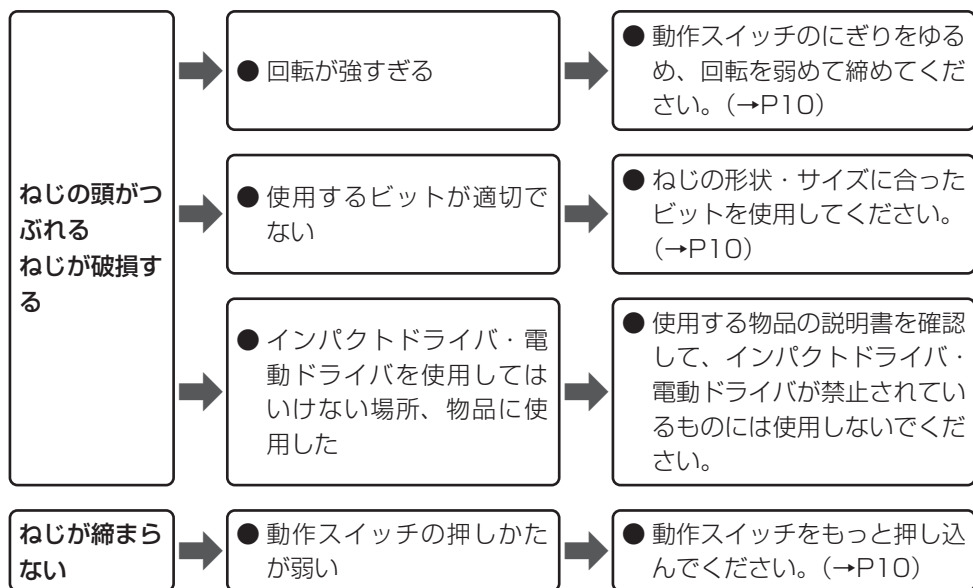 ねじの頭がつ
ぶれる
ねじが破損す
る
● 回転が強すぎる
● 動作スイッチのにぎりをゆる
め、回転を弱めて締めてくだ
さい。(→P10)
● 使用するビットが適切で
ない
● ねじの形状・サイズに合った
ビットを使用してください。
(→P10)
● インパクトドライバ・電
動ドライバを使用しては
いけない場所、物品に使
用した
● 使用する物品の説明書を確認
して、インパクトドライバ・
電動ドライバが禁止されてい
るものには使用しないでくだ
さい。
ねじが締まら
ない
● 動作スイッチの押しかた
が弱い
● 動作スイッチをもっと押し込
んでください。(→P10)